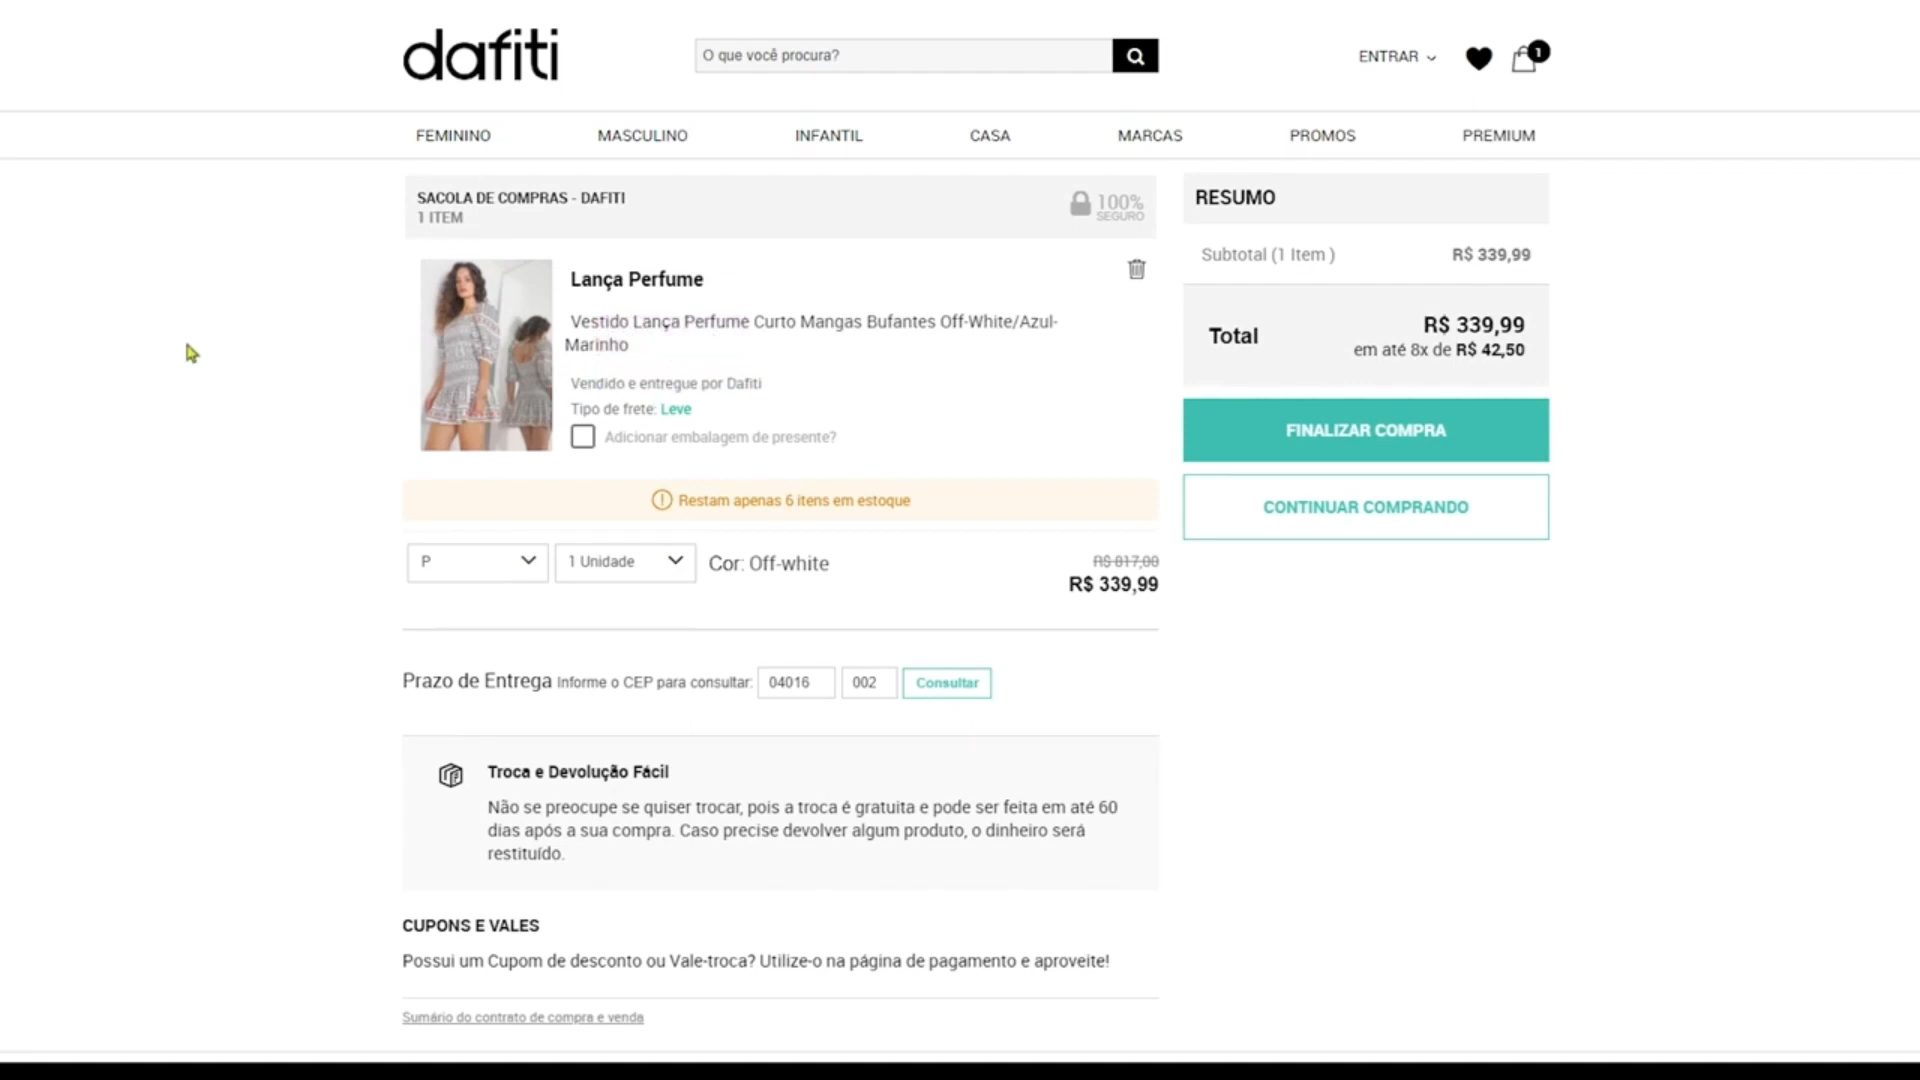 dafiti
O que você procura?
ENTRAR
1
FEMININO
MASCULINO
INFANTIL
CASA
MARCAS
PROMOS
PREMIUM
SACOLA DE COMPRAS - DAFITI
1 ITEM
100%
SEGURO
Lança Perfume
Vestido Lança Perfume Curto Mangas Bufantes Off-White/Azul-
Marinho
Vendido e entregue por Dafiti
Tipo de frete: Leve
Adicionar embalagem de presente?
Restam apenas 6 itens em estoque
P
1 Unidade
Cor: Off-white
R$ 817,00
R$ 339,99
Prazo de Entrega Informe o CEP para consultar: 04016 002 Consultar
Troca e Devolução Fácil
Não se preocupe se quiser trocar, pois a troca é gratuita e pode ser feita em até 60
dias após a sua compra. Caso precise devolver algum produto, o dinheiro será
restituído.
CUPONS E VALES
Possui um Cupom de desconto ou Vale-troca? Utilize-o na página de pagamento e aproveite!
Sumário do contrato de compra e venda
RESUMO
Subtotal (1 Item ) R$ 339,99
Total
R$ 339,99
em até 8x de R$ 42,50
FINALIZAR COMPRA
CONTINUAR COMPRANDO